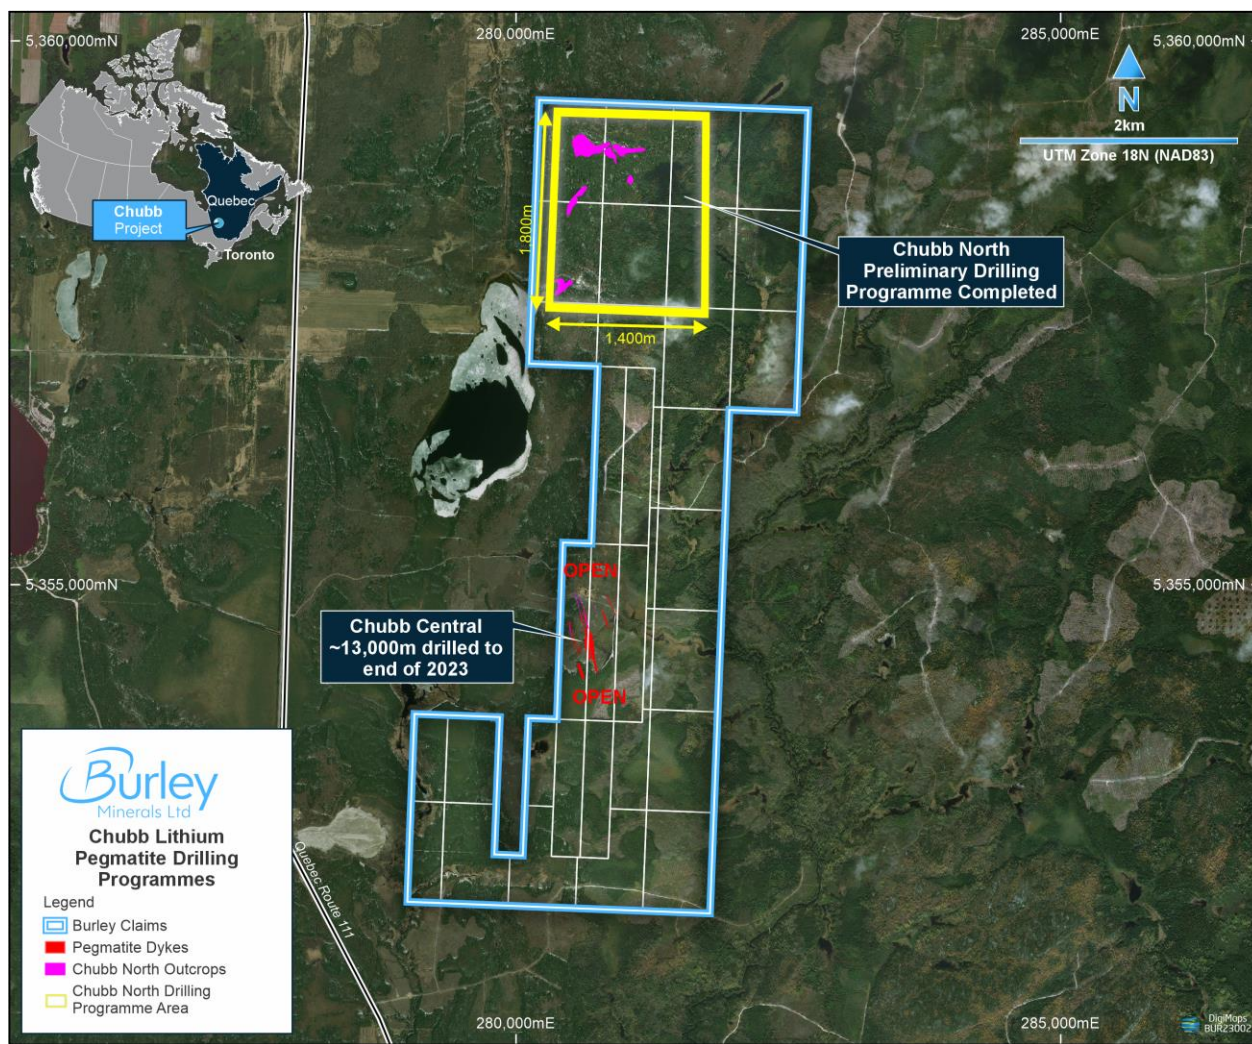 280,000mE
285,000mE
5,360,000mN
5,360,000mN
N
2km
UTM Zone 18N (NAD83)
Quebec
Chubb
Project
Toronto
1,800m
1,400m
Chubb North
Preliminary Drilling
Programme Completed
OPEN
5,355,000mN
5,355,000mN
Chubb Central
~13,000m drilled to
end of 2023
OPEN
Burley
Minerals Ltd
Chubb Lithium
Pegmatite Drilling
Programmes
Legend
Burley Claims
Pegmatite Dykes
Chubb North Outcrops
Chubb North Drilling
Programme Area
Quebec Route 111
280,000mE
285,000mE
DigiMaps
BUR23002